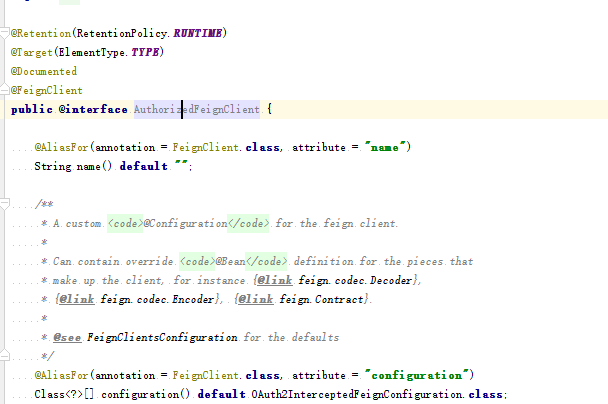 @Retention(RetentionPolicy.RUNTIME)
@Target(ElementType.TYPE)
@Documented
@FeignClient
public @interface AuthorizedFeignClient {
@AliasFor(annotation = FeignClient.class, attribute = "name")
String name() default "";
/**
* A custom <code>@Configuration</code> for the feign client.
*
* Can contain override <code>@Bean</code> definition for the pieces that
* make up the client, for instance {@link feign.codec.Decoder},
* {@link feign.codec.Encoder}, {@link feign.Contract}.
*
* @see FeignClientsConfiguration for the defaults
*/
@AliasFor(annotation = FeignClient.class, attribute = "configuration")
Class<?>[] configuration() default OAuth2InterceptedFeignConfiguration.class;